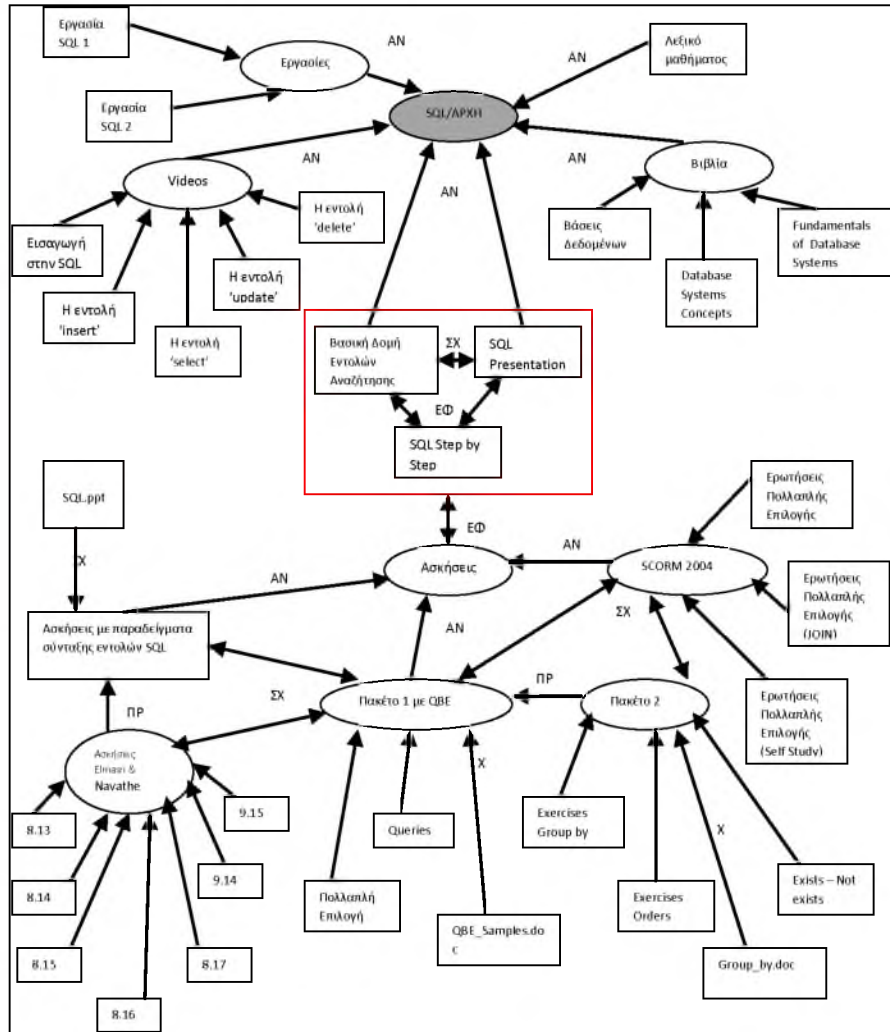 Εργασία
SQL 1
ΑΝ
Εργασίες
Λεξικό
μαθήματος
ΑΝ
Εργασία
SQL 2
SQL/ΑΡΧΗ
ΑΝ
ΑΝ
ΑΝ
Videos
Βιβλία
Η εντολή
'delete'
Εισαγωγή
στην SQL
Η εντολή
'update'
Η εντολή
'insert'
Η εντολή
'select'
Βάσεις
Δεδομένων
Database
Systems
Concepts
Fundamentals
of Database
Systems
Βασική Δομή
Εντολών
Αναζήτησης
ΣΧ
SQL
Presentation
ΕΦ
SQL Step by
Step
SQL.ppt
Χ
ΕΦ
Ασκήσεις
ΑΝ
ΑΝ
SCORM 2004
Ερωτήσεις
Πολλαπλής
Επιλογής
Ερωτήσεις
Πολλαπλής
Επιλογής
(JOIN)
Ασκήσεις με παραδείγματα
σύνταξης εντολών SQL
ΑΝ
ΣΧ
ΠΡ
ΣΧ
Πακέτο 1 με QBE
ΠΡ
Πακέτο 2
Ερωτήσεις
Πολλαπλής
Επιλογής
(Self Study)
Ασκήσεις
Elmasri &
Navathe
Χ
8.13
9.15
Queries
Exercises
Group by
Χ
8.14
9.14
Πολλαπλή
Επιλογή
Exercises
Orders
Exists – Not
exists
8.15
8.17
QBE_Samples.do
c
Group_by.doc
8.16